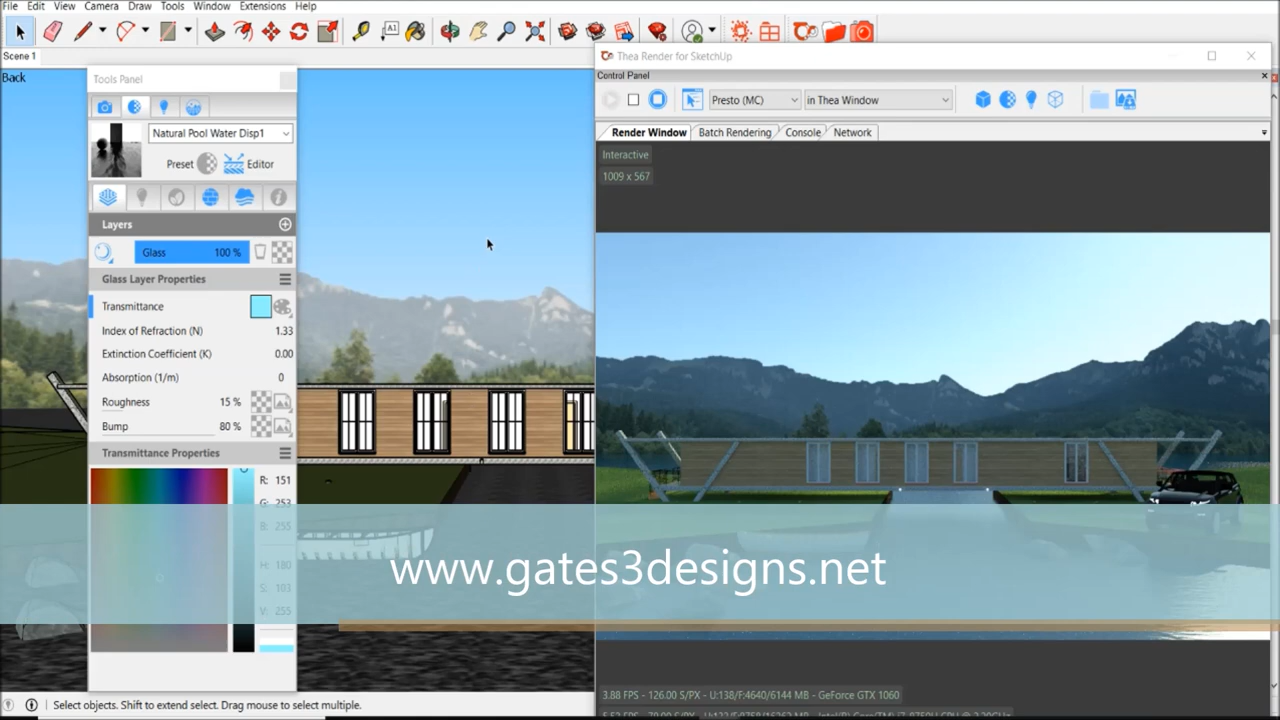 File Edit View Camera Draw Tools Window Extensions Help
Scene 1
Back
Tools Panel
Natural Pool Water Disp1
Preset
Editor
Layers
Glass 100 %
Glass Layer Properties
Transmittance
Index of Refraction (N) 1.33
Extinction Coefficient (K) 0.00
Absorption (1/m) 0
Roughness 15 %
Bump 80 %
Transmittance Properties
R: 151
G: 253
B: 255
H: 180
S: 103
V: 255
Thea Render for SketchUp
Control Panel
Presto (MC)
in Thea Window
Render Window Batch Rendering Console Network
Interactive
1009 x 567
www.gates3designs.net
3.88 FPS - 126.00 S/PX - U:138/F:4640/6144 MB - GeForce GTX 1060
Select objects. Shift to extend select. Drag mouse to select multiple.